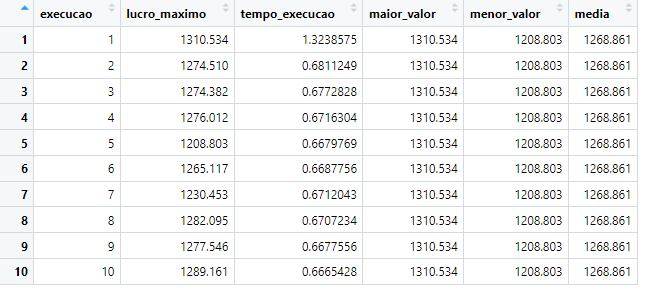 execucao lucro_maximo tempo_execucao maior_valor menor_valor media
1 1 1310.534 1.3238575 1310.534 1208.803 1268.861
2 2 1274.510 0.6811249 1310.534 1208.803 1268.861
3 3 1274.382 0.6772828 1310.534 1208.803 1268.861
4 4 1276.012 0.6716304 1310.534 1208.803 1268.861
5 5 1208.803 0.6679769 1310.534 1208.803 1268.861
6 6 1265.117 0.6687756 1310.534 1208.803 1268.861
7 7 1230.453 0.6712043 1310.534 1208.803 1268.861
8 8 1282.095 0.6707234 1310.534 1208.803 1268.861
9 9 1277.546 0.6677556 1310.534 1208.803 1268.861
10 10 1289.161 0.6665428 1310.534 1208.803 1268.861